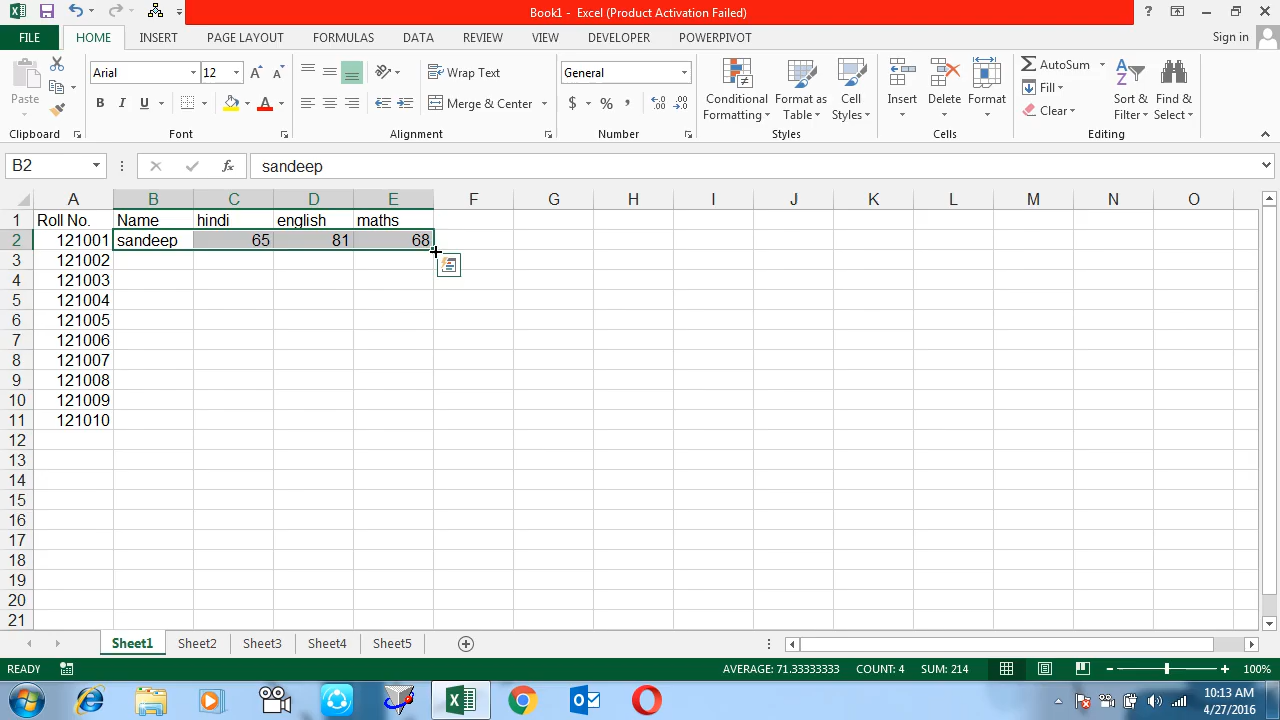 Book1 - Excel (Product Activation Failed)
FILE HOME INSERT PAGE LAYOUT FORMULAS DATA REVIEW VIEW DEVELOPER POWERPIVOT Sign in
Paste Arial 12 Wrap Text General Conditional Formatting Format as Table Cell Styles Insert Delete Format AutoSum Fill Clear Sort & Filter Find & Select
B I U Merge & Center $ %
Clipboard Font Alignment Number Styles Cells Editing
B2 fx sandeep
A B C D E F G H I J K L M N O
1 Roll No. Name hindi english maths
2 121001 sandeep 65 81 68
3 121002
4 121003
5 121004
6 121005
7 121006
8 121007
9 121008
10 121009
11 121010
12
13
14
15
16
17
18
19
20
21
Sheet1 Sheet2 Sheet3 Sheet4 Sheet5
READY AVERAGE: 71.33333333 COUNT: 4 SUM: 214 100%
10:13 AM
4/27/2016